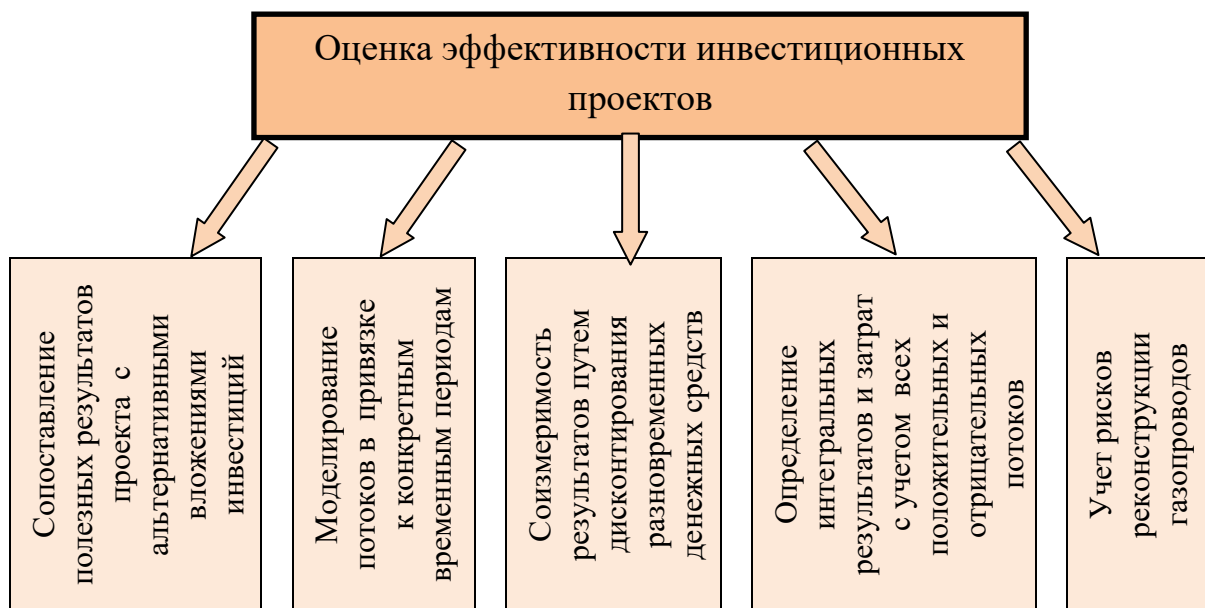 Оценка эффективности инвестиционных
проектов
Сопоставление
полезных результатов
проекта с
альтернативными
вложениями
инвестиций
Моделирование
потоков в привязке
к конкретным
временным периодам
Соизмеримость
результатов путем
дисконтирования
разновременных
денежных средств
Определение
интегральных
результатов и затрат
с учетом всех
положительных и
отрицательных
потоков
Учет рисков
реконструкции
газопроводов